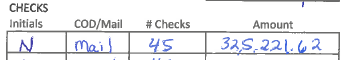 CHECKS
Initials COD/Mail # Checks Amount
N Mail 45 325,221.62